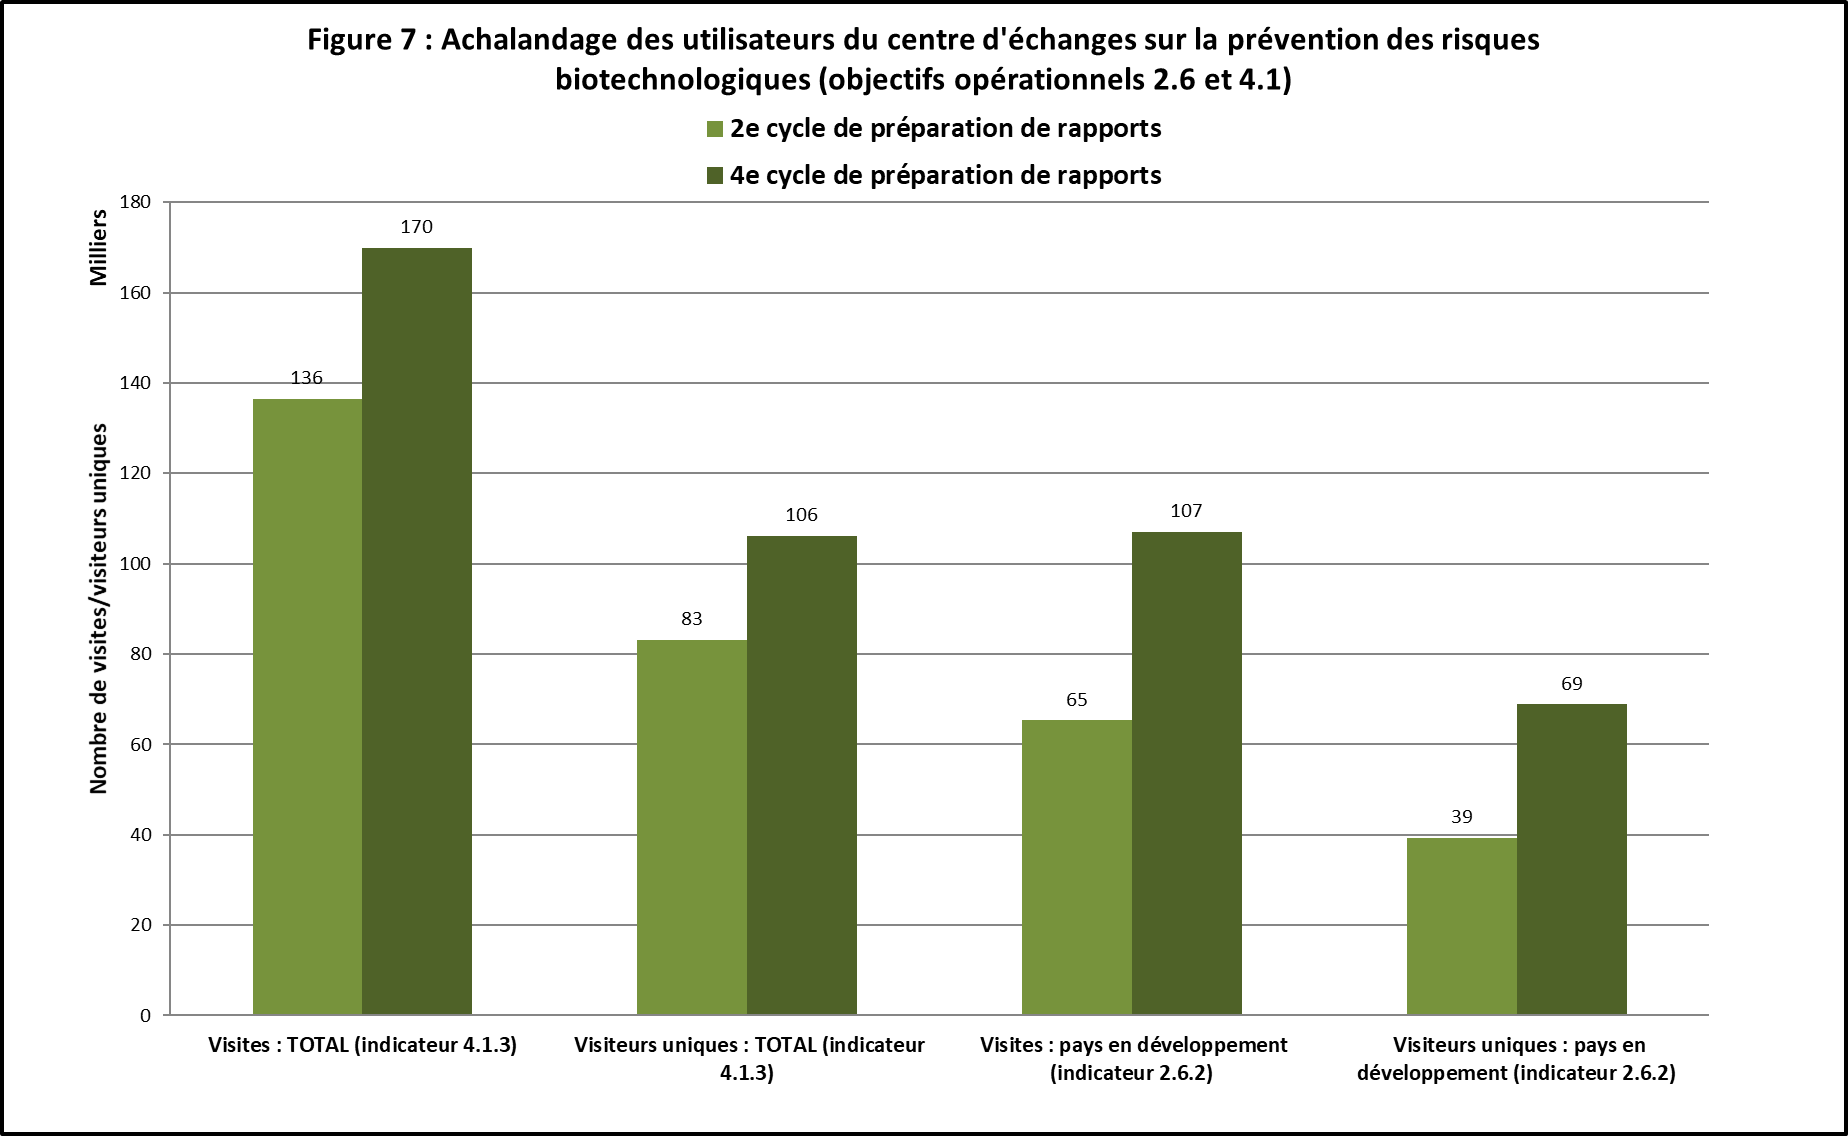 Figure 7 : Achalandage des utilisateurs du centre d'échanges sur la prévention des risques
biotechnologiques (objectifs opérationnels 2.6 et 4.1)
2e cycle de préparation de rapports
4e cycle de préparation de rapports
Milliers
Nombre de visites/visiteurs uniques
180
160
140
120
100
80
60
40
20
0
136
170
83
106
65
107
39
69
Visites : TOTAL (indicateur 4.1.3)
Visiteurs uniques : TOTAL (indicateur
4.1.3)
Visites : pays en développement
(indicateur 2.6.2)
Visiteurs uniques : pays en
développement (indicateur 2.6.2)